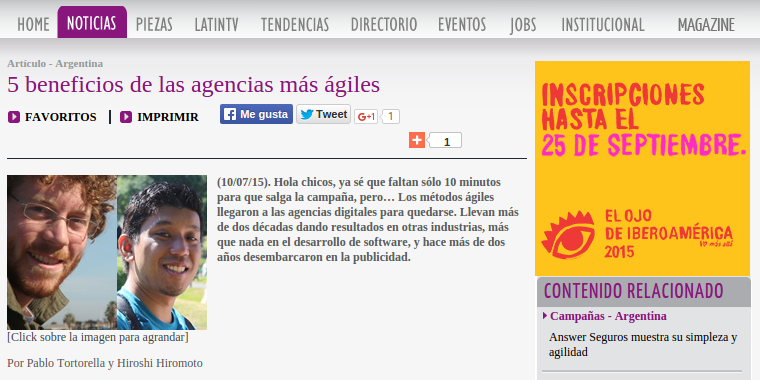 HOME NOTICIAS PIEZAS LATINTV TENDENCIAS DIRECTORIO EVENTOS JOBS INSTITUCIONAL MAGAZINE
Artículo - Argentina
5 beneficios de las agencias más ágiles
FAVORITOS | IMPRIMIR Me gusta Tweet +1 1
1
(10/07/15). Hola chicos, ya sé que faltan sólo 10 minutos
para que salga la campaña, pero… Los métodos ágiles
llegaron a las agencias digitales para quedarse. Llevan más
de dos décadas dando resultados en otras industrias, más
que nada en el desarrollo de software, y hace más de dos
años desembarcaron en la publicidad.
[Click sobre la imagen para agrandar]
Por Pablo Tortorella y Hiroshi Hiromoto
INSCRIPCIONES
HASTA EL
25 DE SEPTIEMBRE.
EL OJO
DE IBEROAMÉRICA
2015
Ve más allá
CONTENIDO RELACIONADO
Campañas - Argentina
Answer Seguros muestra su simpleza y
agilidad